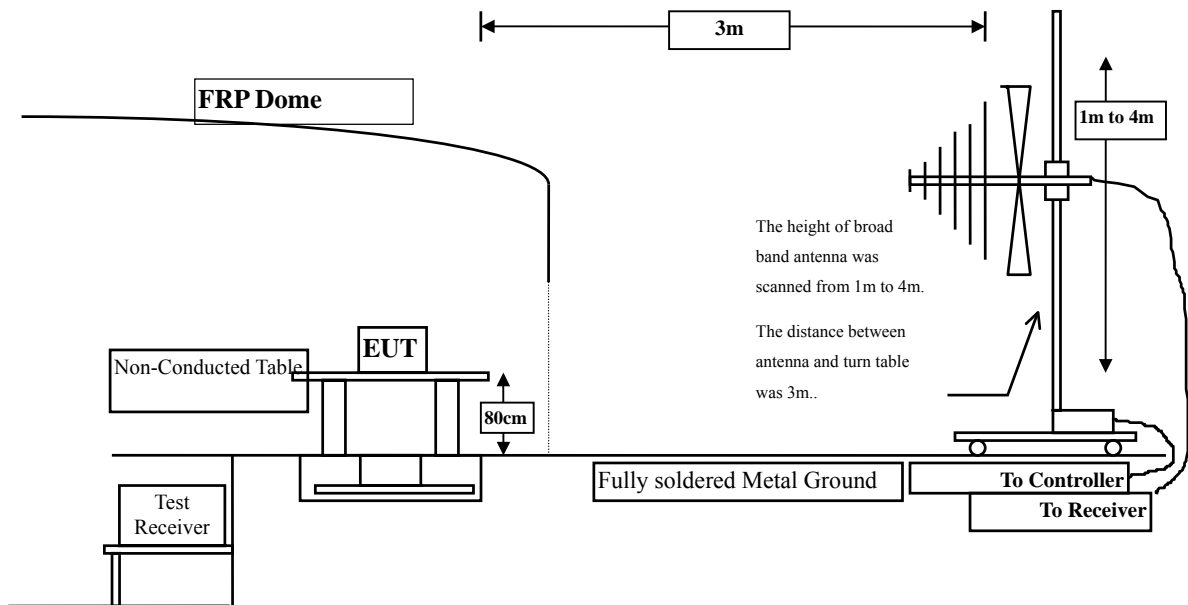 3m
FRP Dome
1m to 4m
The height of broad
band antenna was
scanned from 1m to 4m.
The distance between
antenna and turn table
was 3m..
EUT
Non-Conducted Table
80cm
Fully soldered Metal Ground
To Controller
To Receiver
Test
Receiver